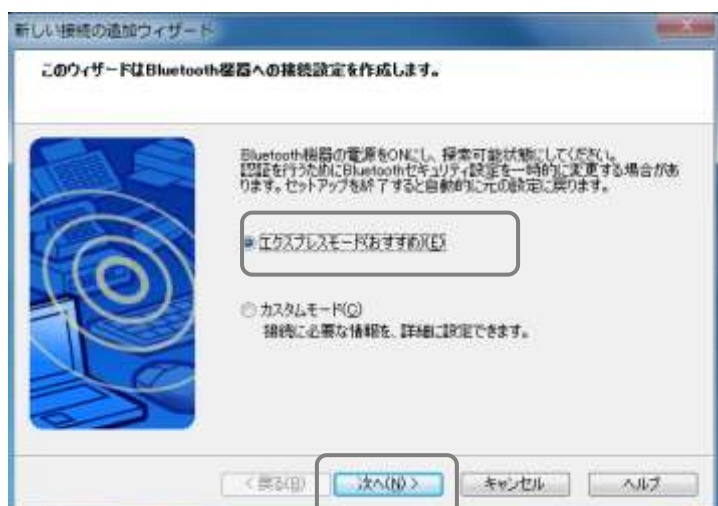 新しい接続の追加ウィザード
このウィザードはBluetooth機器への接続設定を作成します。
Bluetooth機器の電源をONにし、探索可能状態にしてください。
認証を行うためにBluetoothセキュリティ設定を一時的に変更する場合があ
ります。セットアップを終了すると自動的に元の設定に戻ります。
エクスプレスモード(おすすめ)(E)
カスタムモード(C)
接続に必要な情報を、詳細に設定できます。
< 戻る(B)
次へ(N) >
キャンセル
ヘルプ